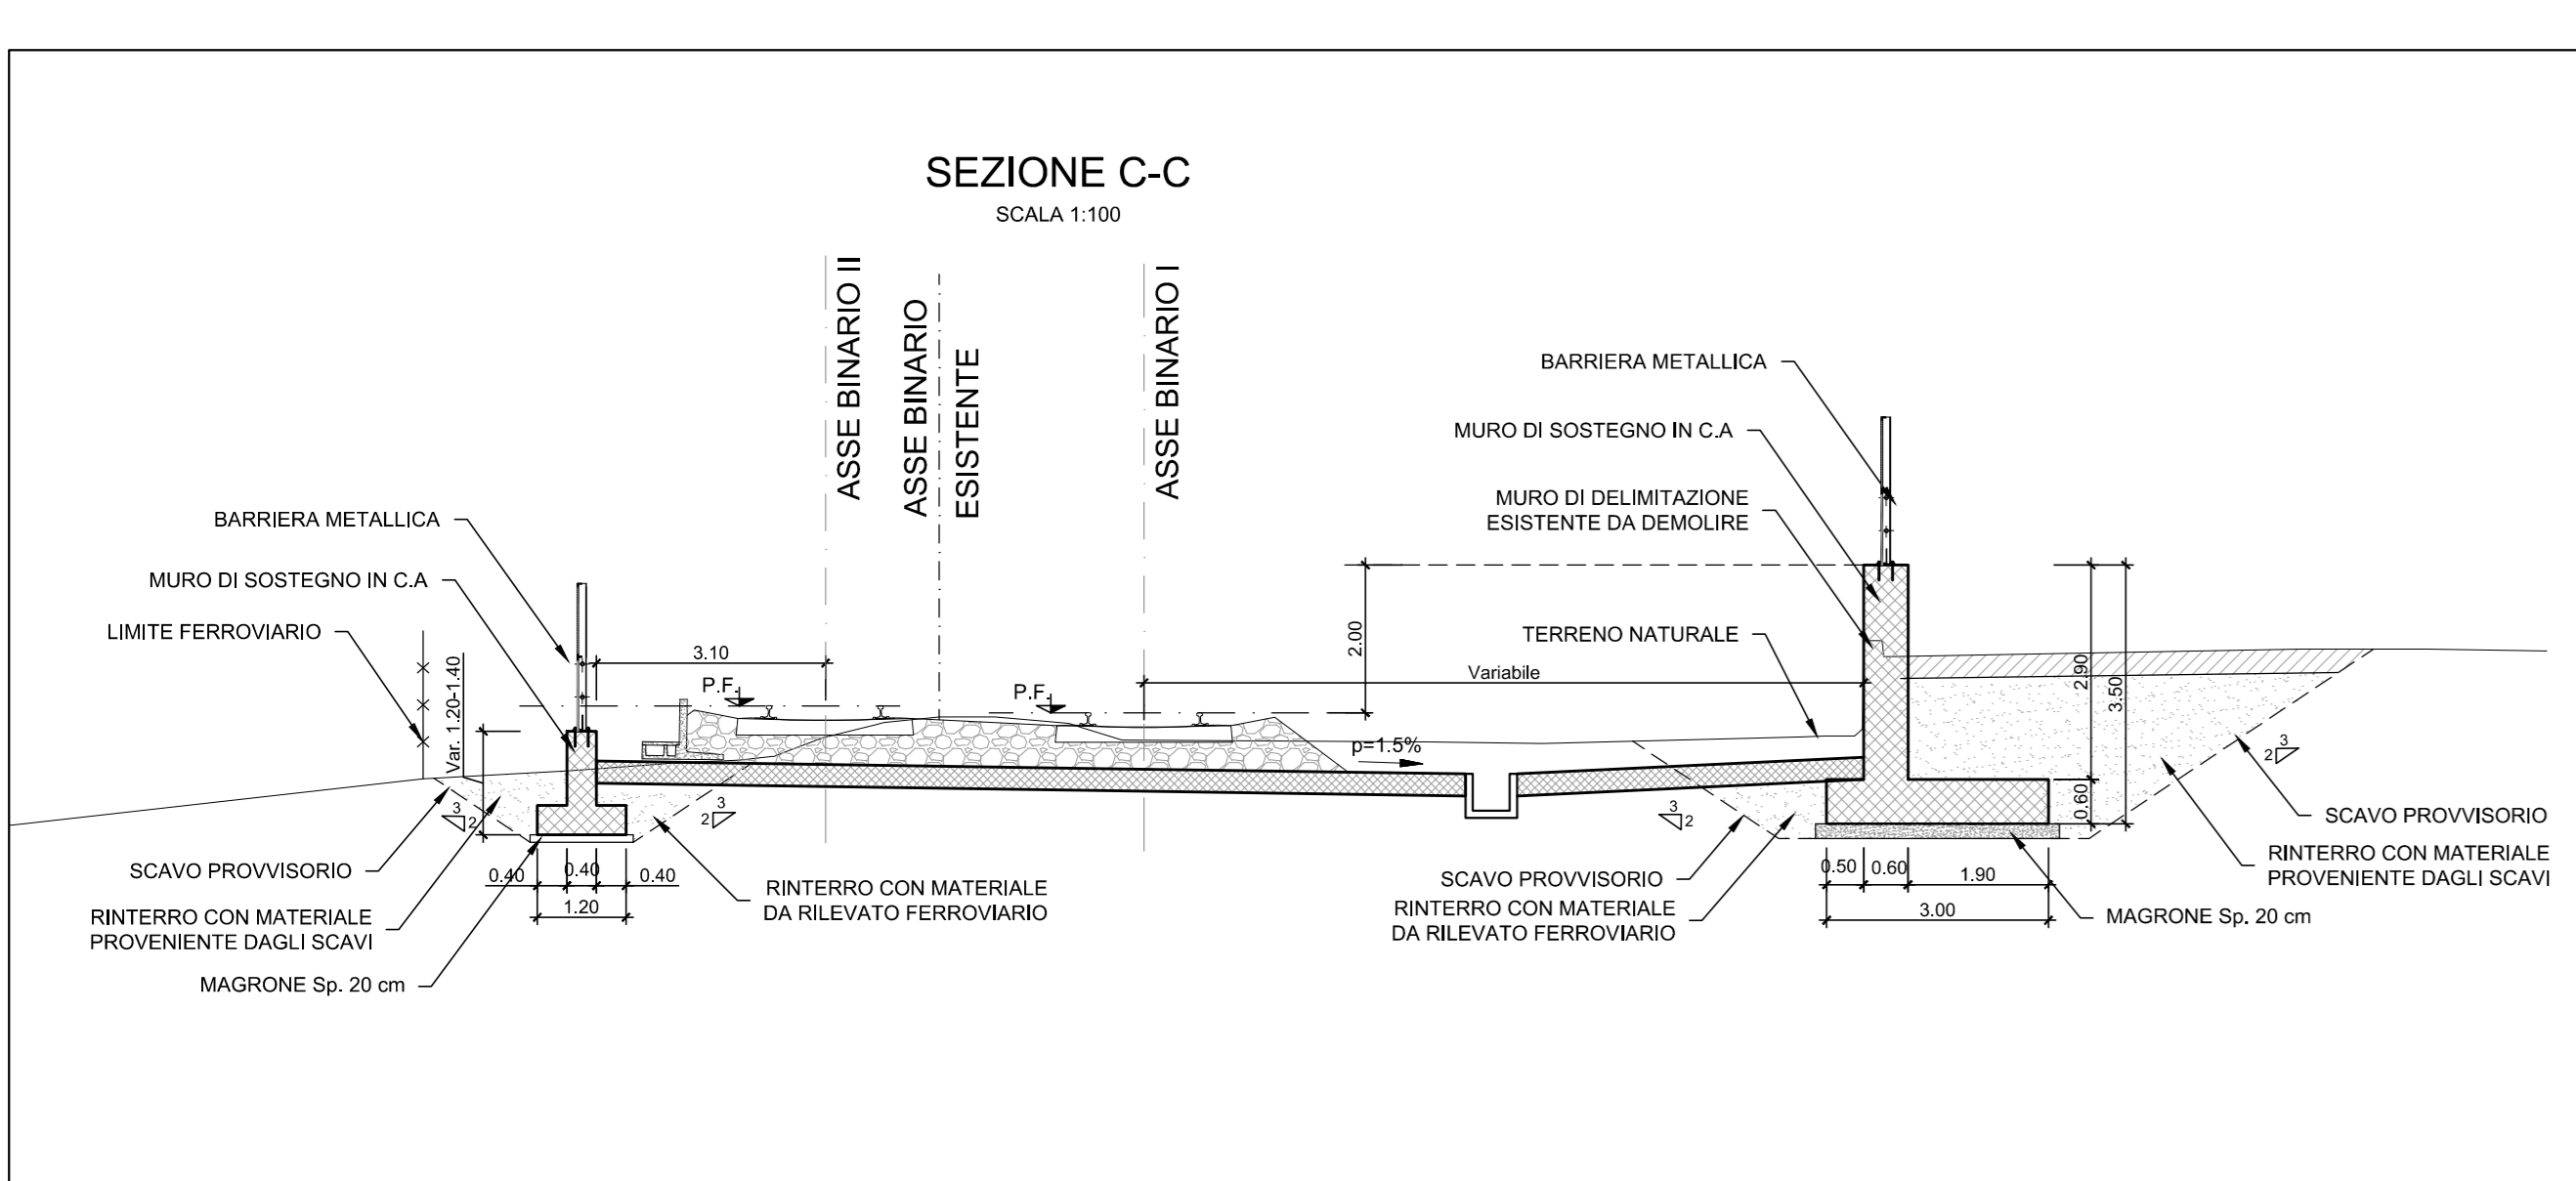 SEZIONE C-C
SCALA 1:100
ASSE BINARIO II
ASSE BINARIO
ESISTENTE
ASSE BINARIO I
BARRIERA METALLICA
MURO DI SOSTEGNO IN C.A
LIMITE FERROVIARIO
Var. 1.20-1.40
3.10
P.F.
P.F.
2.00
Variabile
p=1.5%
BARRIERA METALLICA
MURO DI SOSTEGNO IN C.A
MURO DI DELIMITAZIONE
ESISTENTE DA DEMOLIRE
TERRENO NATURALE
2.90
3.50
0.60
3
2
3
2
3
2
3
2
SCAVO PROVVISORIO
RINTERRO CON MATERIALE
PROVENIENTE DAGLI SCAVI
MAGRONE Sp. 20 cm
0.40
0.40
0.40
1.20
RINTERRO CON MATERIALE
DA RILEVATO FERROVIARIO
SCAVO PROVVISORIO
RINTERRO CON MATERIALE
DA RILEVATO FERROVIARIO
0.50
0.60
1.90
3.00
MAGRONE Sp. 20 cm
SCAVO PROVVISORIO
RINTERRO CON MATERIALE
PROVENIENTE DAGLI SCAVI